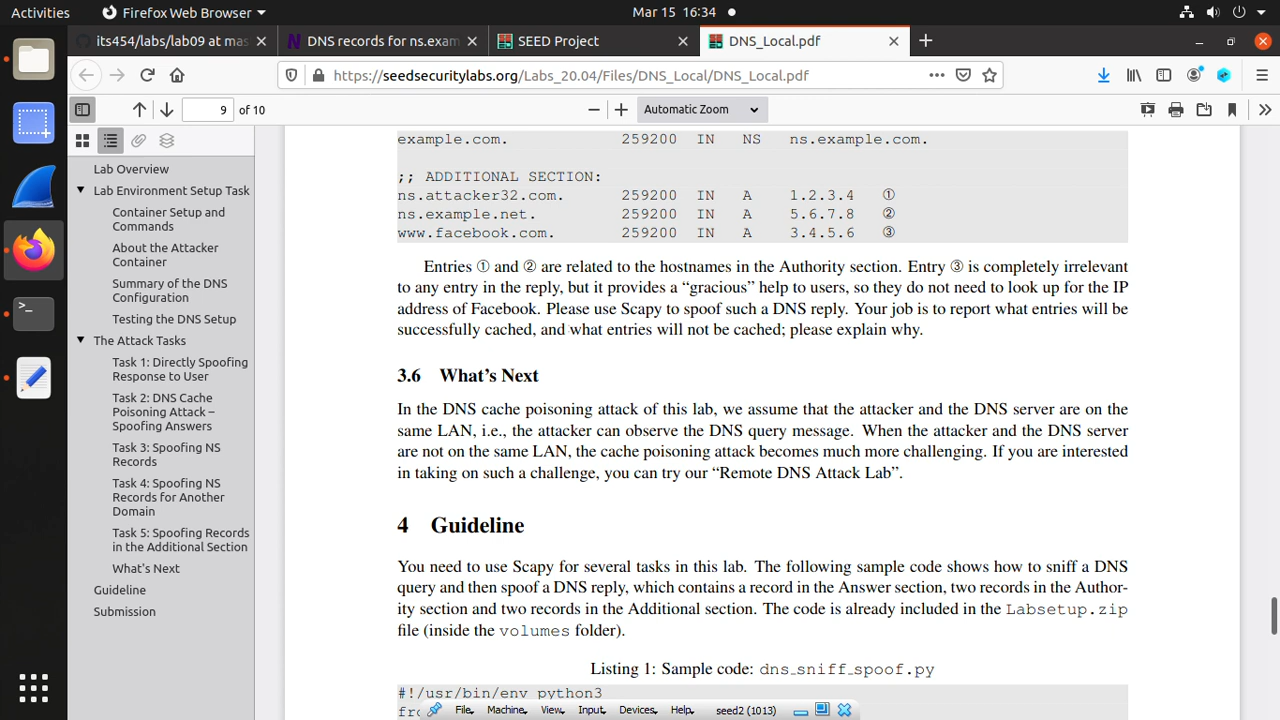 Activities
Firefox Web Browser
Mar 15 16:34
its454/labs/lab09 at mas
DNS records for ns.exam
SEED Project
DNS_Local.pdf
https://seedsecuritylabs.org/Labs_20.04/Files/DNS_Local/DNS_Local.pdf
9 of 10
Automatic Zoom
Lab Overview
Lab Environment Setup Task
Container Setup and
Commands
About the Attacker
Container
Summary of the DNS
Configuration
Testing the DNS Setup
The Attack Tasks
Task 1: Directly Spoofing
Response to User
Task 2: DNS Cache
Poisoning Attack –
Spoofing Answers
Task 3: Spoofing NS
Records
Task 4: Spoofing NS
Records for Another
Domain
Task 5: Spoofing Records
in the Additional Section
What's Next
Guideline
Submission
example.com. 259200 IN NS ns.example.com.
;; ADDITIONAL SECTION:
ns.attacker32.com. 259200 IN A 1.2.3.4 ①
ns.example.net. 259200 IN A 5.6.7.8 ②
www.facebook.com. 259200 IN A 3.4.5.6 ③
Entries ① and ② are related to the hostnames in the Authority section. Entry ③ is completely irrelevant
to any entry in the reply, but it provides a “gracious” help to users, so they do not need to look up for the IP
address of Facebook. Please use Scapy to spoof such a DNS reply. Your job is to report what entries will be
successfully cached, and what entries will not be cached; please explain why.
3.6 What’s Next
In the DNS cache poisoning attack of this lab, we assume that the attacker and the DNS server are on the
same LAN, i.e., the attacker can observe the DNS query message. When the attacker and the DNS server
are not on the same LAN, the cache poisoning attack becomes much more challenging. If you are interested
in taking on such a challenge, you can try our “Remote DNS Attack Lab”.
4 Guideline
You need to use Scapy for several tasks in this lab. The following sample code shows how to sniff a DNS
query and then spoof a DNS reply, which contains a record in the Answer section, two records in the Author-
ity section and two records in the Additional section. The code is already included in the Labsetup.zip
file (inside the volumes folder).
Listing 1: Sample code: dns_sniff_spoof.py
#!/usr/bin/env python3
fro
File Machine View Input Devices Help seed2 (1013)